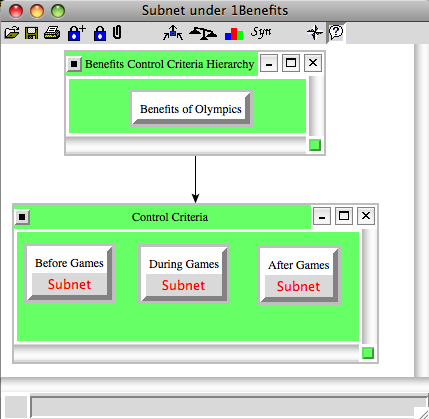 Subnet under 1Benefits
Syn
Benefits Control Criteria Hierarchy
Benefits of Olympics
Control Criteria
Before Games
Subnet
During Games
Subnet
After Games
Subnet